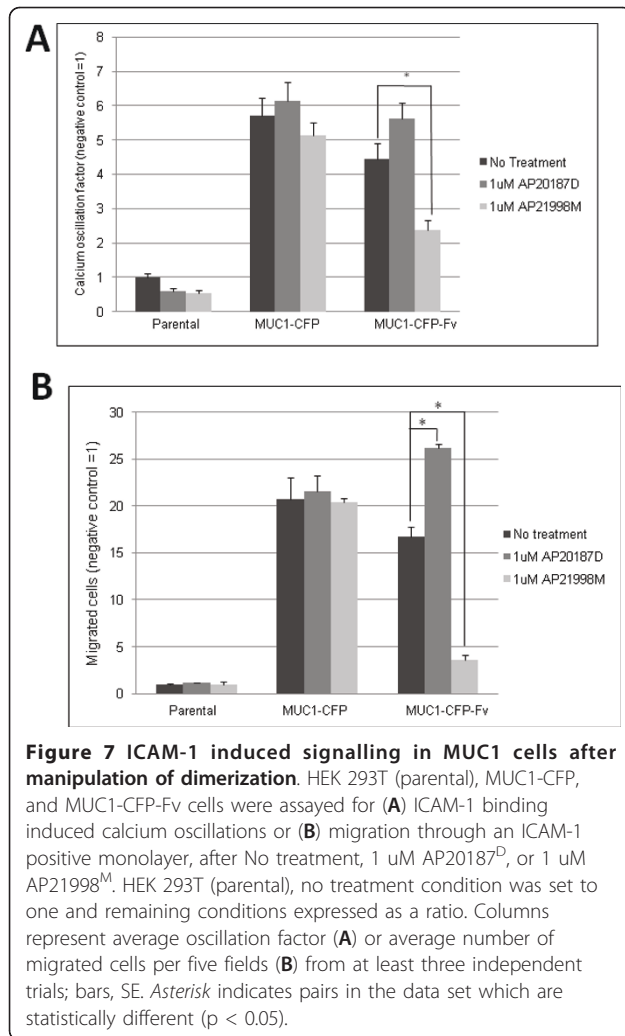 A
Calcium oscillation factor (negative control=1)
8
7
6
5
4
3
2
1
0
*
No Treatment
1uM AP20187D
1uM AP21998M
Parental MUC1-CFP MUC1-CFP-Fv
B
Migrated cells (negative control =1)
30
25
20
15
10
5
0
*
*
No treatment
1uM AP20187D
1uM AP21998M
Parental MUC1-CFP MUC1-CFP-Fv
Figure 7 ICAM-1 induced signalling in MUC1 cells after
manipulation of dimerization. HEK 293T (parental), MUC1-CFP,
and MUC1-CFP-Fv cells were assayed for (A) ICAM-1 binding
induced calcium oscillations or (B) migration through an ICAM-1
positive monolayer, after No treatment, 1 uM AP20187D, or 1 uM
AP21998M. HEK 293T (parental), no treatment condition was set to
one and remaining conditions expressed as a ratio. Columns
represent average oscillation factor (A) or average number of
migrated cells per five fields (B) from at least three independent
trials; bars, SE. Asterisk indicates pairs in the data set which are
statistically different (p < 0.05).